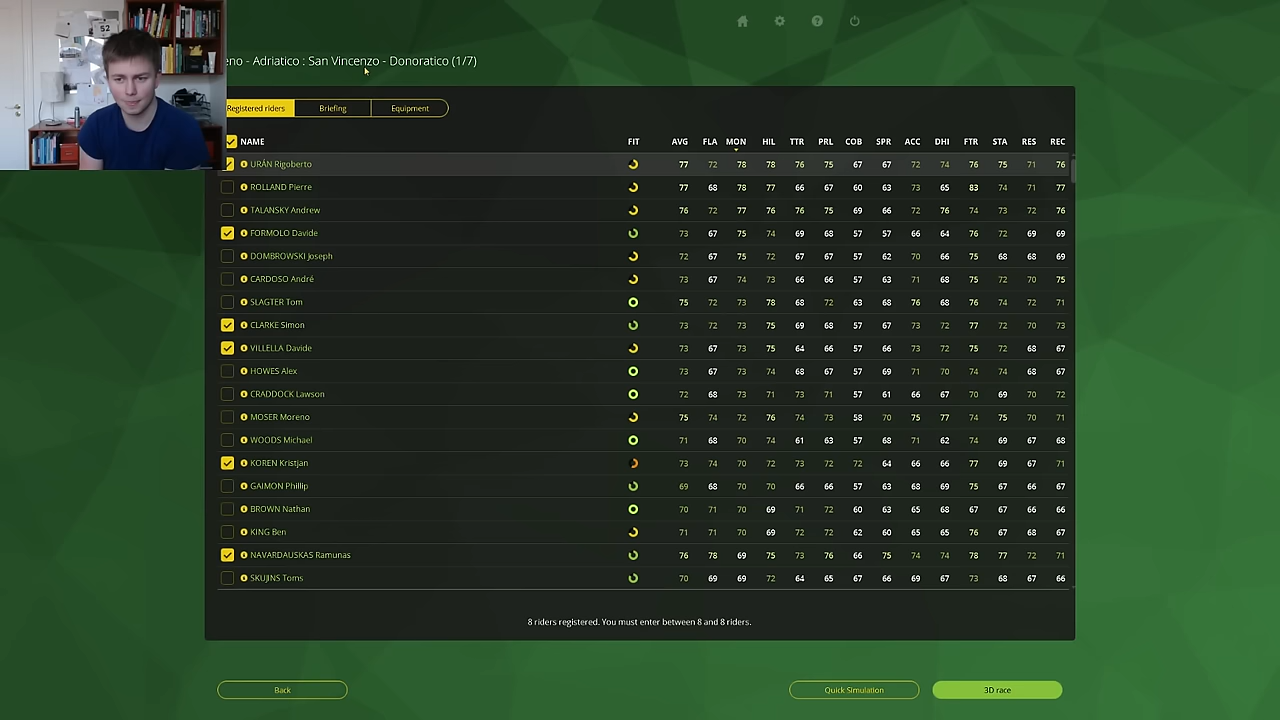 52
eno - Adriatico : San Vincenzo - Donoratico (1/7)
Registered riders Briefing Equipment
NAME FIT AVG FLA MON HIL TTR PRL COB SPR ACC DHI FTR STA RES REC
URÁN Rigoberto 77 72 78 78 76 75 67 67 72 74 76 75 71 76
ROLLAND Pierre 77 68 78 77 66 67 60 63 73 65 83 74 71 77
TALANSKY Andrew 76 72 77 76 76 75 69 66 72 76 74 73 72 76
FORMOLO Davide 73 67 75 74 69 68 57 57 66 64 76 72 69 69
DOMBROWSKI Joseph 72 67 75 72 67 67 57 62 70 66 75 68 68 69
CARDOSO André 73 67 74 73 66 66 57 63 71 68 75 72 70 75
SLAGTER Tom 75 72 73 78 68 72 63 68 76 68 76 74 72 71
CLARKE Simon 73 72 73 75 69 68 57 67 73 72 77 72 70 73
VILLELLA Davide 73 67 73 75 64 66 57 66 73 72 75 72 68 67
HOWES Alex 73 67 73 74 68 67 57 69 71 70 74 74 68 67
CRADDOCK Lawson 72 68 73 71 73 71 57 61 66 67 70 69 70 72
MOSER Moreno 75 74 72 76 74 73 58 70 75 77 74 75 70 71
WOODS Michael 71 68 70 74 61 63 57 68 71 62 74 69 67 68
KOREN Kristjan 73 74 70 72 73 72 72 64 66 66 77 69 67 71
GAIMON Phillip 69 68 70 70 66 66 57 63 68 69 75 67 66 67
BROWN Nathan 70 71 70 69 71 72 60 63 65 68 67 67 66 66
KING Ben 71 71 70 69 72 72 62 60 65 65 76 67 68 67
NAVARDAUSKAS Ramunas 76 78 69 75 73 76 66 75 74 74 78 77 72 71
SKUJINS Toms 70 69 69 72 64 65 67 66 69 67 73 68 67 66
8 riders registered. You must enter between 8 and 8 riders.
Back Quick Simulation 3D race